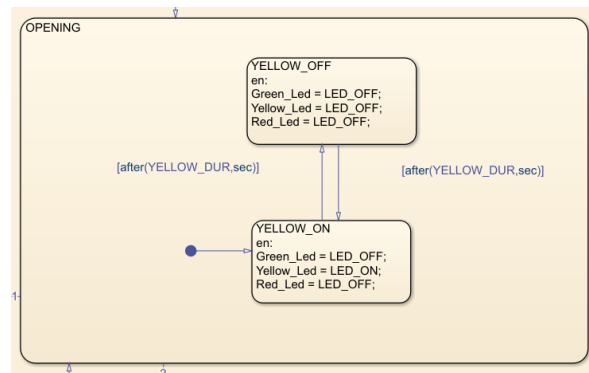 OPENING
YELLOW_OFF
en:
Green_Led = LED_OFF;
Yellow_Led = LED_OFF;
Red_Led = LED_OFF;
[after(YELLOW_DUR,sec)]
[after(YELLOW_DUR,sec)]
YELLOW_ON
en:
Green_Led = LED_OFF;
Yellow_Led = LED_ON;
Red_Led = LED_OFF;
1
2